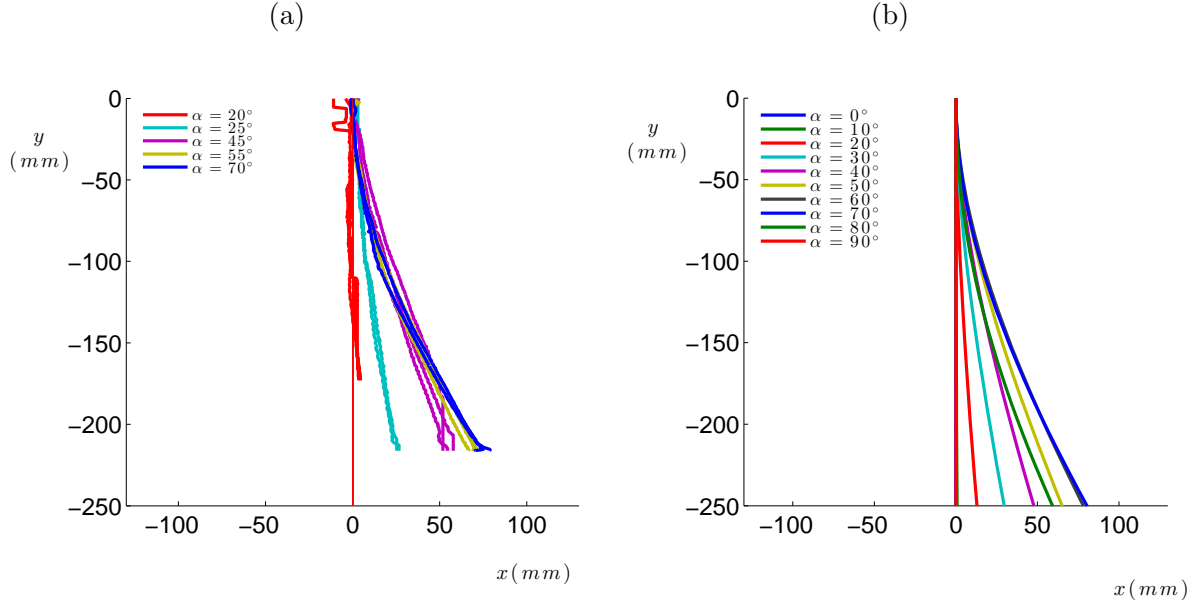 (a)
(b)
0
−50
−100
−150
−200
−250
−100
−50
0
50
100
y
(mm)
x(mm)
α = 20°
α = 25°
α = 45°
α = 55°
α = 70°
0
−50
−100
−150
−200
−250
−100
−50
0
50
100
y
(mm)
x(mm)
α = 0°
α = 10°
α = 20°
α = 30°
α = 40°
α = 50°
α = 60°
α = 70°
α = 80°
α = 90°